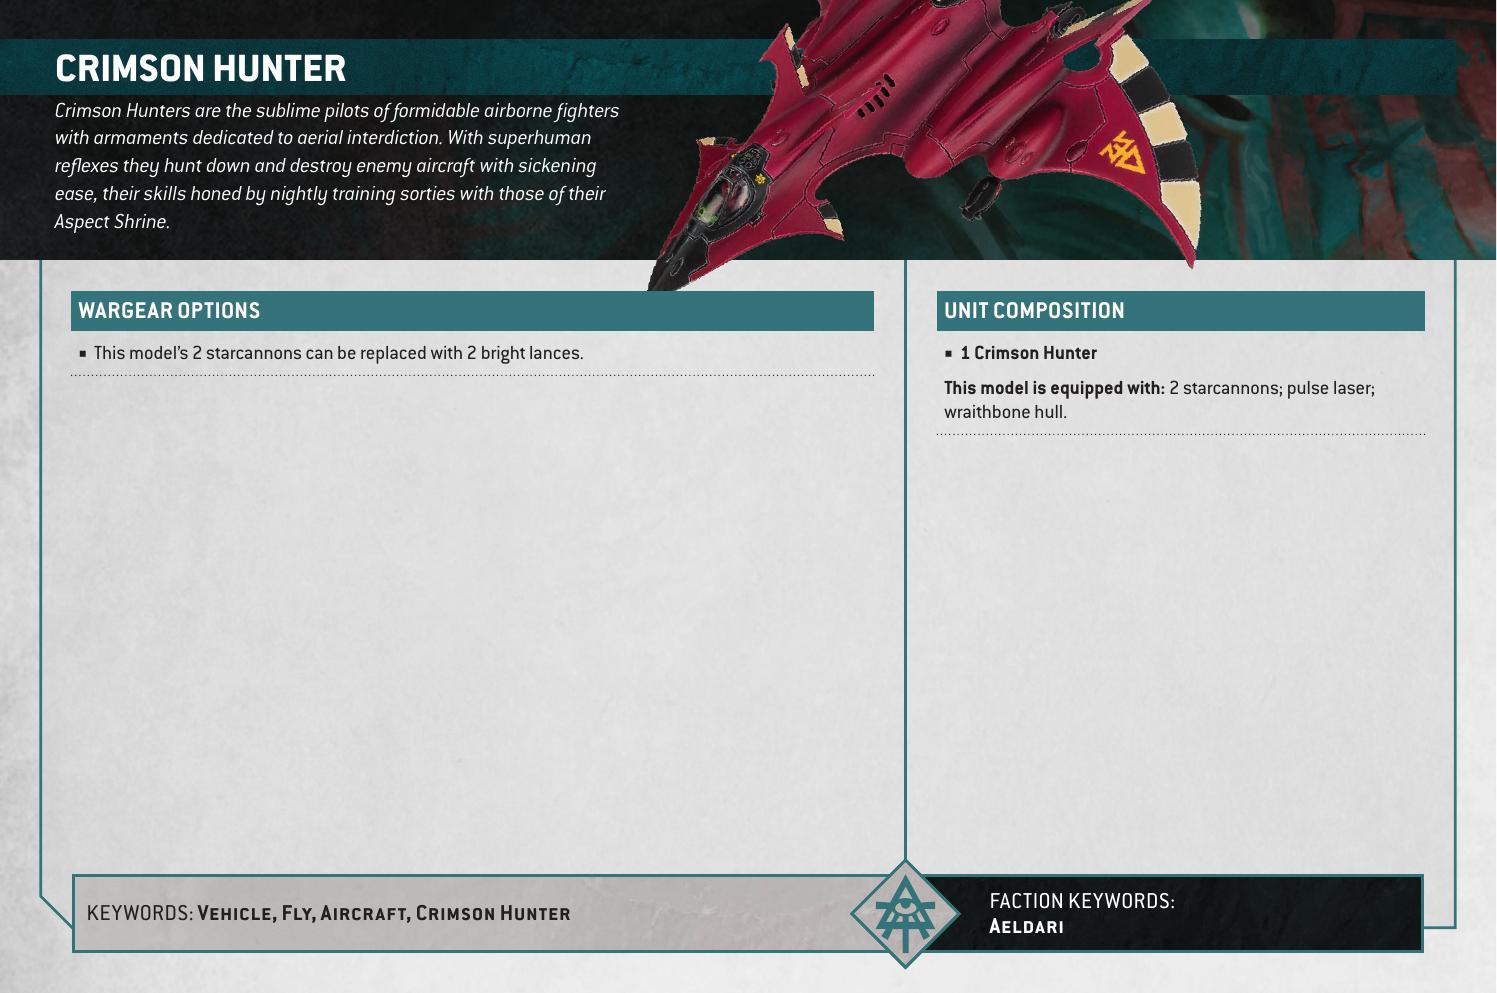 CRIMSON HUNTER
Crimson Hunters are the sublime pilots of formidable airborne fighters
with armaments dedicated to aerial interdiction. With superhuman
reflexes they hunt down and destroy enemy aircraft with sickening
ease, their skills honed by nightly training sorties with those of their
Aspect Shrine.
WARGEAR OPTIONS
▪ This model’s 2 starcannons can be replaced with 2 bright lances.
UNIT COMPOSITION
▪ 1 Crimson Hunter
This model is equipped with: 2 starcannons; pulse laser;
wraithbone hull.
KEYWORDS: Vehicle, Fly, Aircraft, Crimson Hunter
FACTION KEYWORDS:
Aeldari